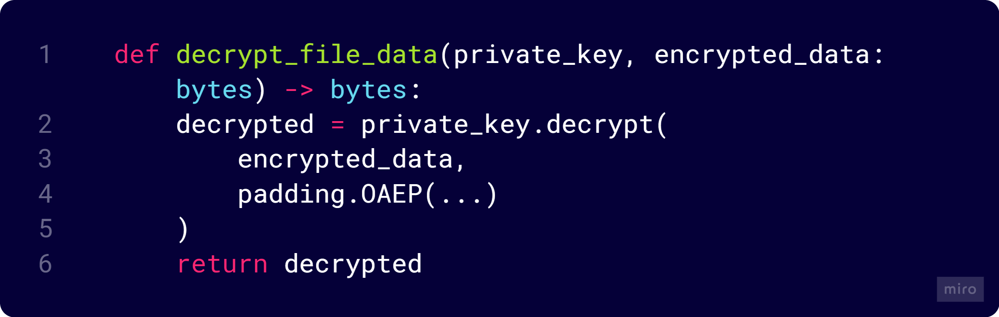 1 def decrypt_file_data(private_key, encrypted_data:
bytes) -> bytes:
2 decrypted = private_key.decrypt(
3 encrypted_data,
4 padding.OAEP(...)
5 )
6 return decrypted
miro